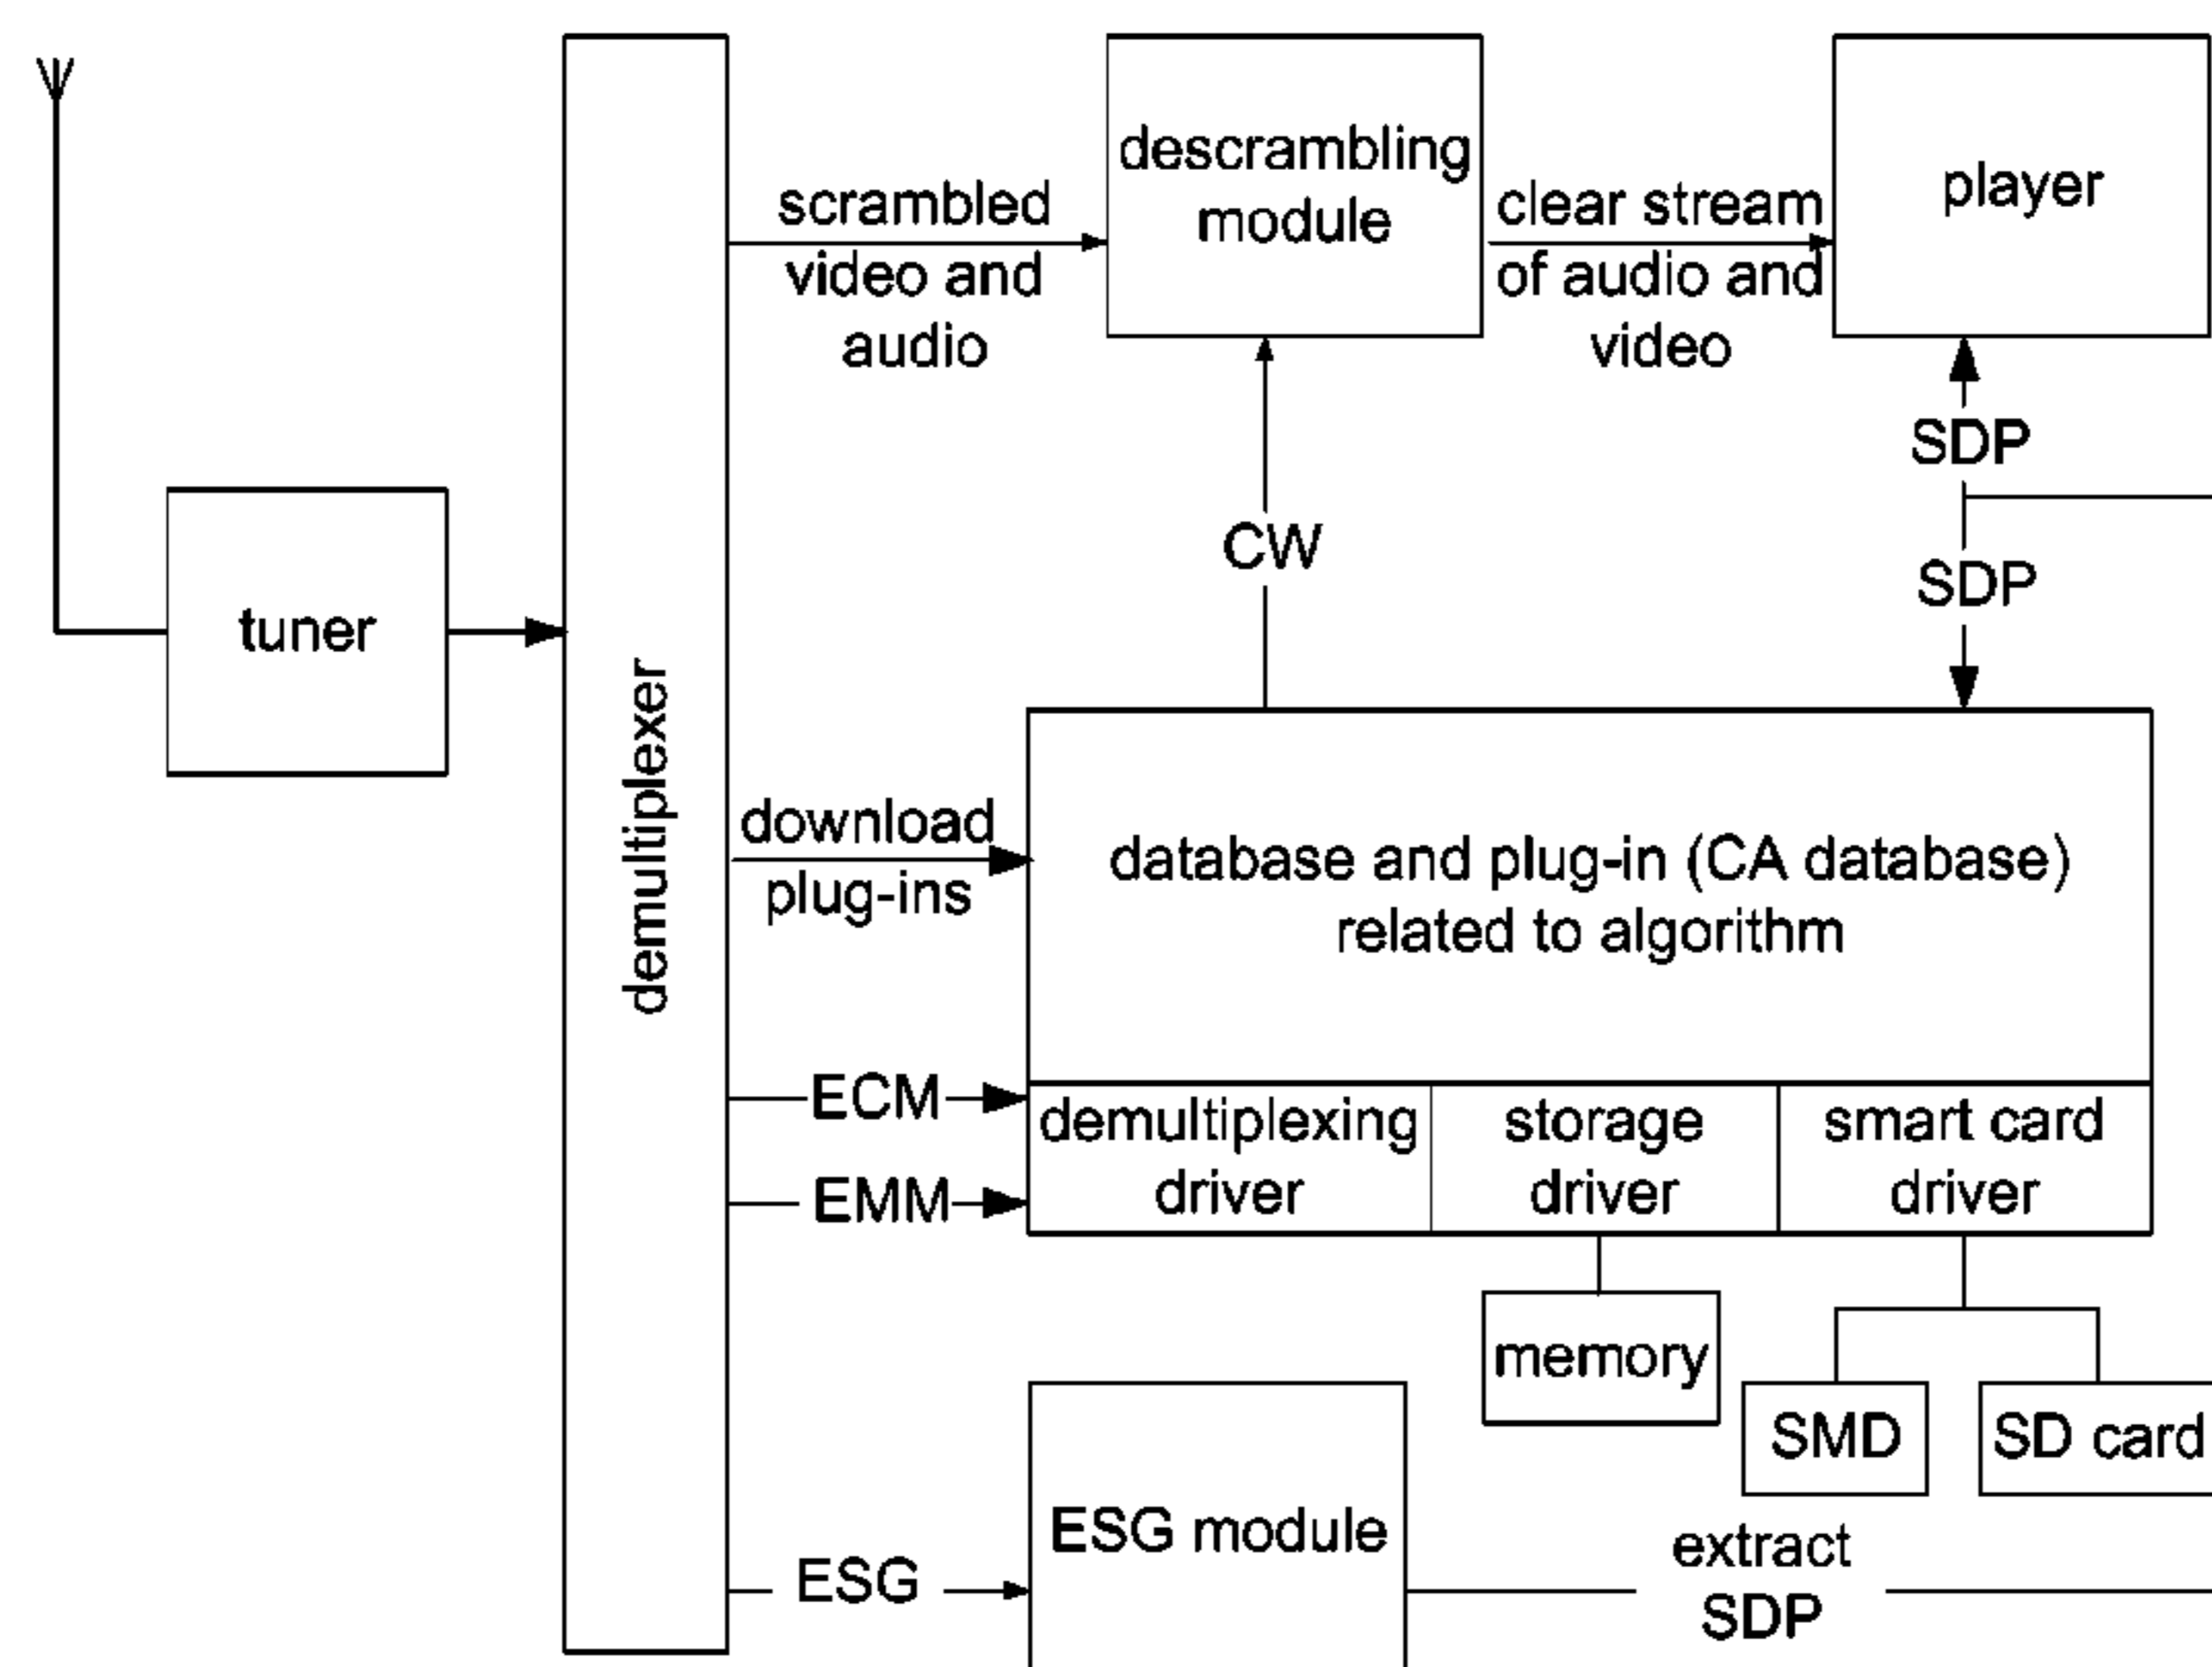 descrambling
module
player
scrambled
video and
audio
clear stream
of audio and
video
SDP
CW
SDP
tuner
demultiplexer
download
plug-ins
database and plug-in (CA database)
related to algorithm
ECM
EMM
demultiplexing
driver
storage
driver
smart card
driver
memory
SMD
SD card
ESG
ESG module
extract
SDP